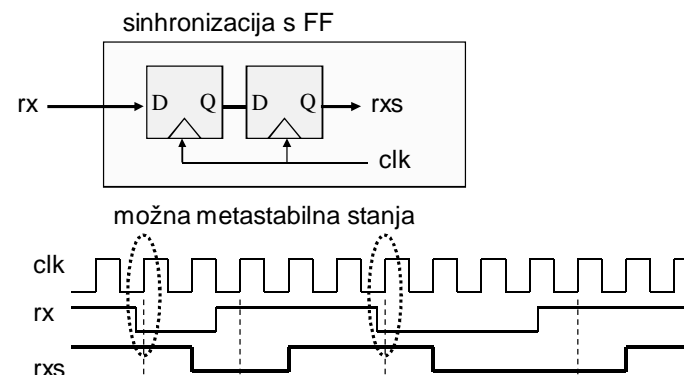 sinhronizacija s FF
rx D Q D Q rxs
clk
možna metastabilna stanja
clk
rx
rxs